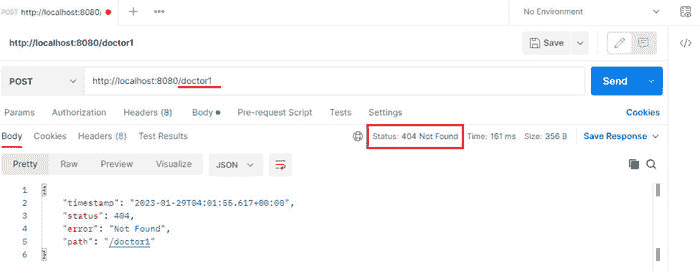 POST http://localhost:8080/ No Environment
http://localhost:8080/doctor1 Save
POST http://localhost:8080/doctor1 Send
Params Authorization Headers (8) Body Pre-request Script Tests Settings Cookies
Body Cookies Headers (8) Test Results Status: 404 Not Found Time: 161 ms Size: 356 B Save Response
Pretty Raw Preview Visualize JSON
1 {
2 "timestamp": "2023-01-29T04:01:55.617+00:00",
3 "status": 404,
4 "error": "Not Found",
5 "path": "/doctor1"
6 }